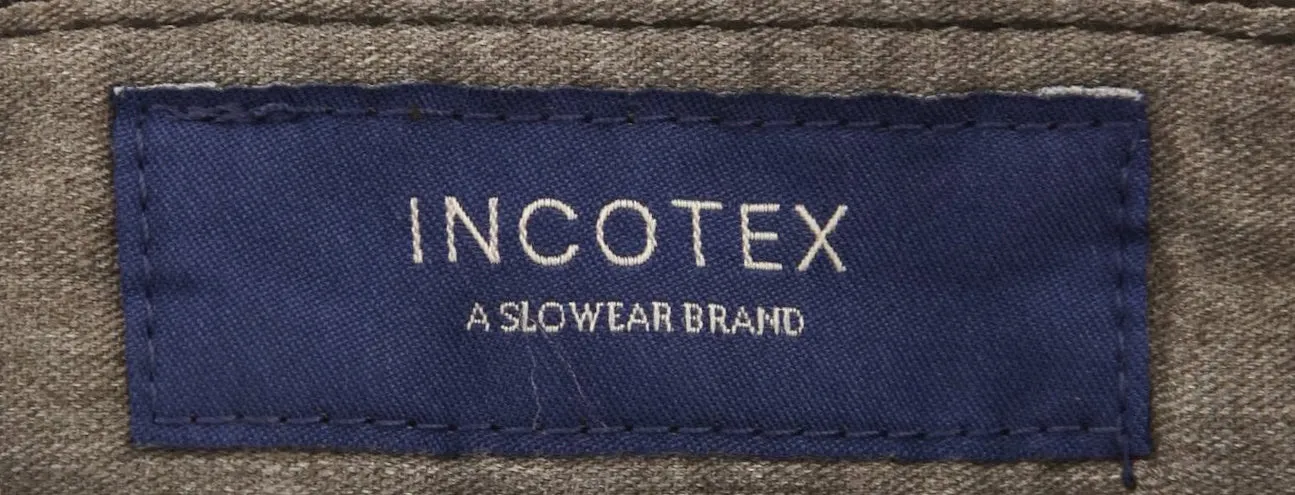 INCOTEX
A SLOWEAR BRAND